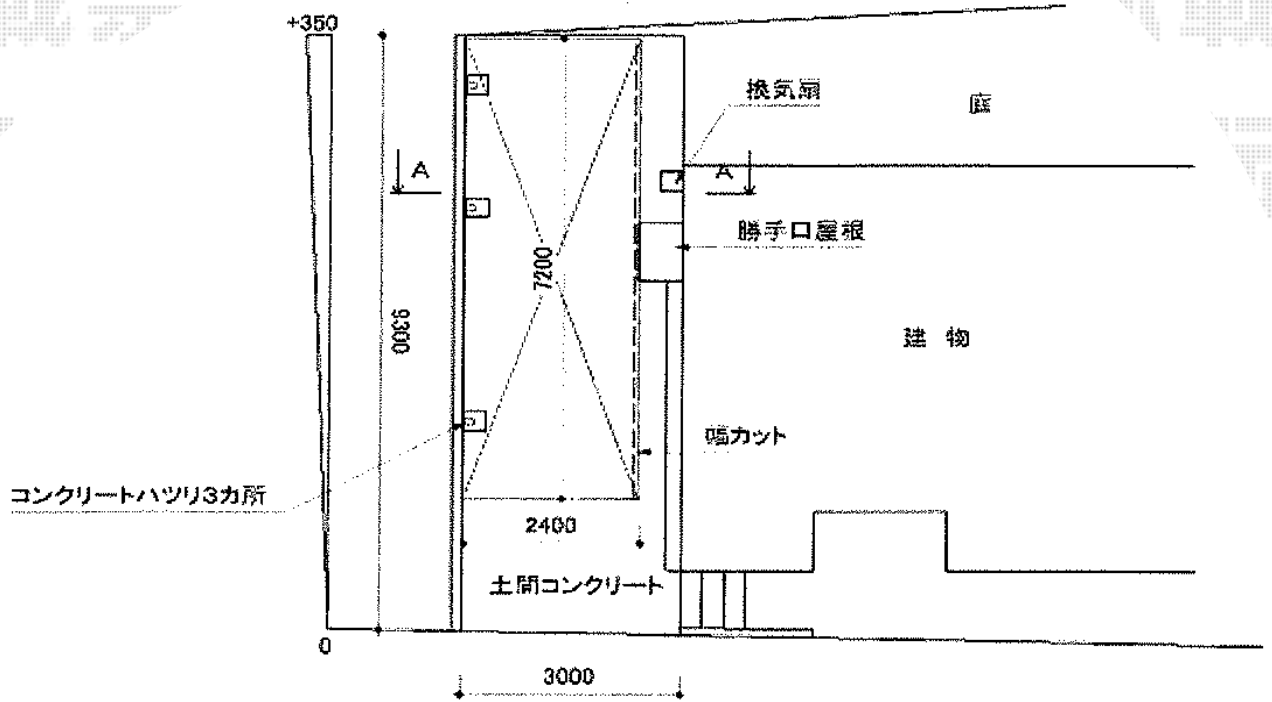 +350
換気扇
庭
A
A
勝手口屋根
7200
9300
建 物
幅カット
コンクリートハツリ3カ所
2400
土間コンクリート
0
3000